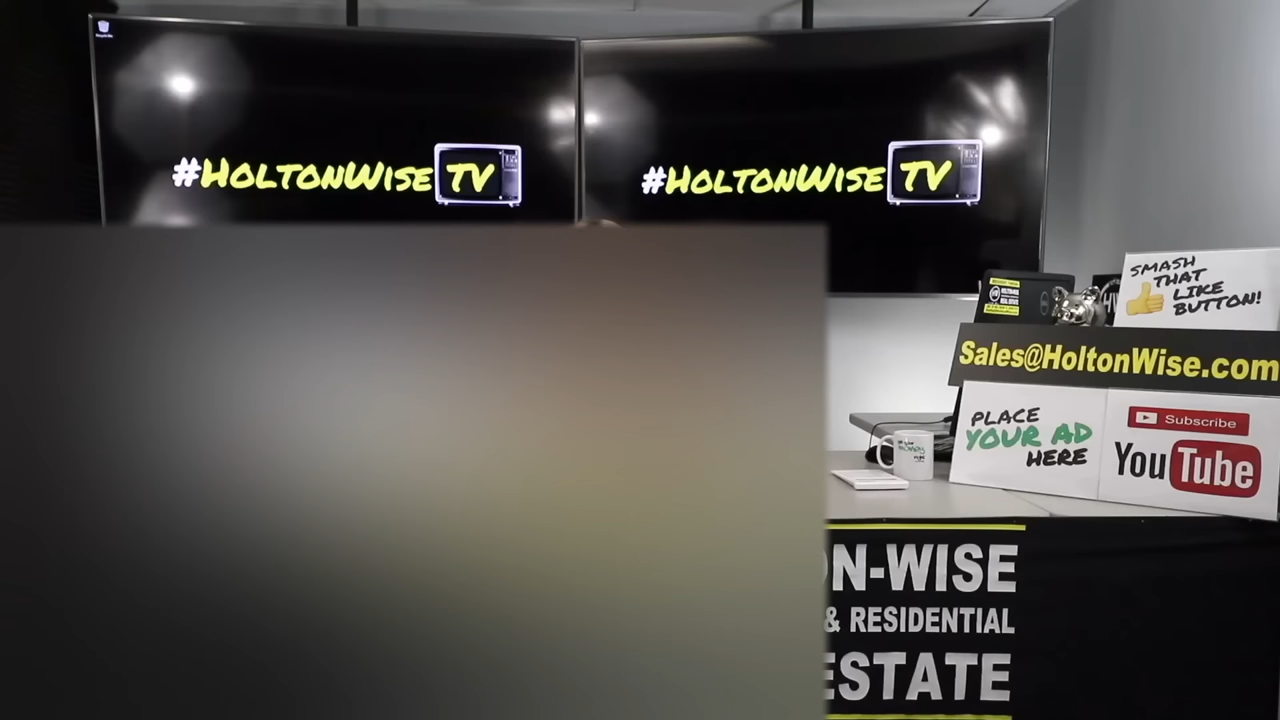 #HOLTONWISE TV
#HOLTONWISE TV
SMASH
THAT
LIKE
BUTTON!
Sales@HoltonWise.com
PLACE
YOUR AD
HERE
Subscribe
YouTube
N-WISE
& RESIDENTIAL
ESTATE